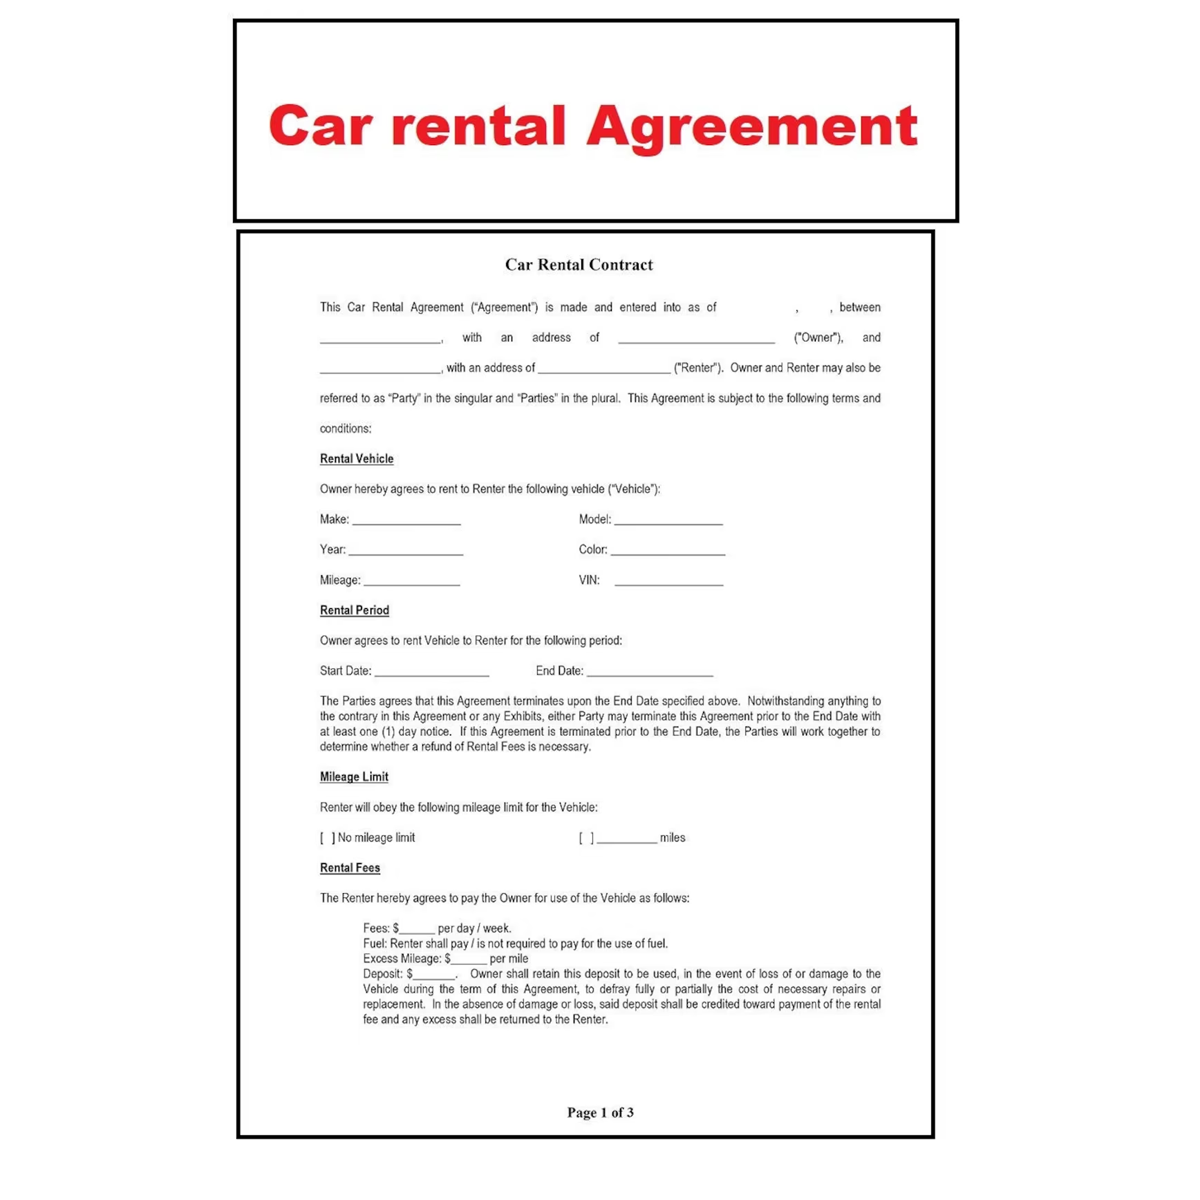 Car rental Agreement
Car Rental Contract
This Car Rental Agreement (“Agreement”) is made and entered into as of , , between
____________________, with an address of __________________________ ("Owner"), and
____________________, with an address of ______________________ ("Renter"). Owner and Renter may also be
referred to as “Party” in the singular and “Parties” in the plural. This Agreement is subject to the following terms and
conditions:
Rental Vehicle
Owner hereby agrees to rent to Renter the following vehicle (“Vehicle”):
Make: __________________ Model: __________________
Year: ___________________ Color: ___________________
Mileage: ________________ VIN: __________________
Rental Period
Owner agrees to rent Vehicle to Renter for the following period:
Start Date: ___________________ End Date: _____________________
The Parties agrees that this Agreement terminates upon the End Date specified above. Notwithstanding anything to
the contrary in this Agreement or any Exhibits, either Party may terminate this Agreement prior to the End Date with
at least one (1) day notice. If this Agreement is terminated prior to the End Date, the Parties will work together to
determine whether a refund of Rental Fees is necessary.
Mileage Limit
Renter will obey the following mileage limit for the Vehicle:
[ ] No mileage limit [ ] __________ miles
Rental Fees
The Renter hereby agrees to pay the Owner for use of the Vehicle as follows:
Fees: $______ per day / week.
Fuel: Renter shall pay / is not required to pay for the use of fuel.
Excess Mileage: $______ per mile
Deposit: $_______. Owner shall retain this deposit to be used, in the event of loss of or damage to the
Vehicle during the term of this Agreement, to defray fully or partially the cost of necessary repairs or
replacement. In the absence of damage or loss, said deposit shall be credited toward payment of the rental
fee and any excess shall be returned to the Renter.
Page 1 of 3